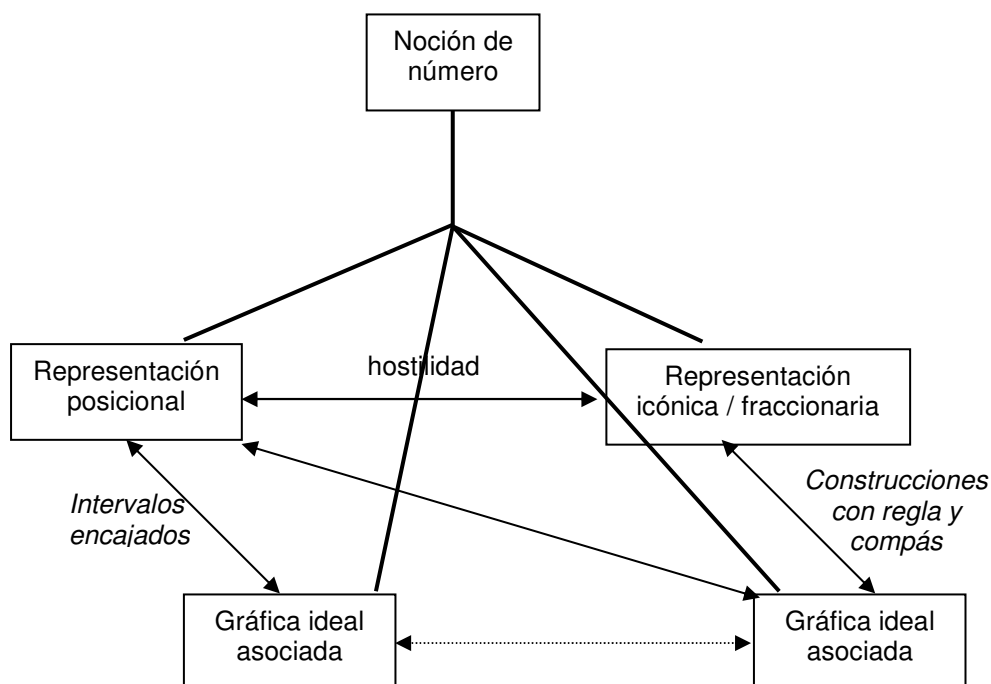 Noción de
número
hostilidad
Representación
posicional
Representación
icónica / fraccionaria
Intervalos
encajados
Construcciones
con regla y
compás
Gráfica ideal
asociada
Gráfica ideal
asociada